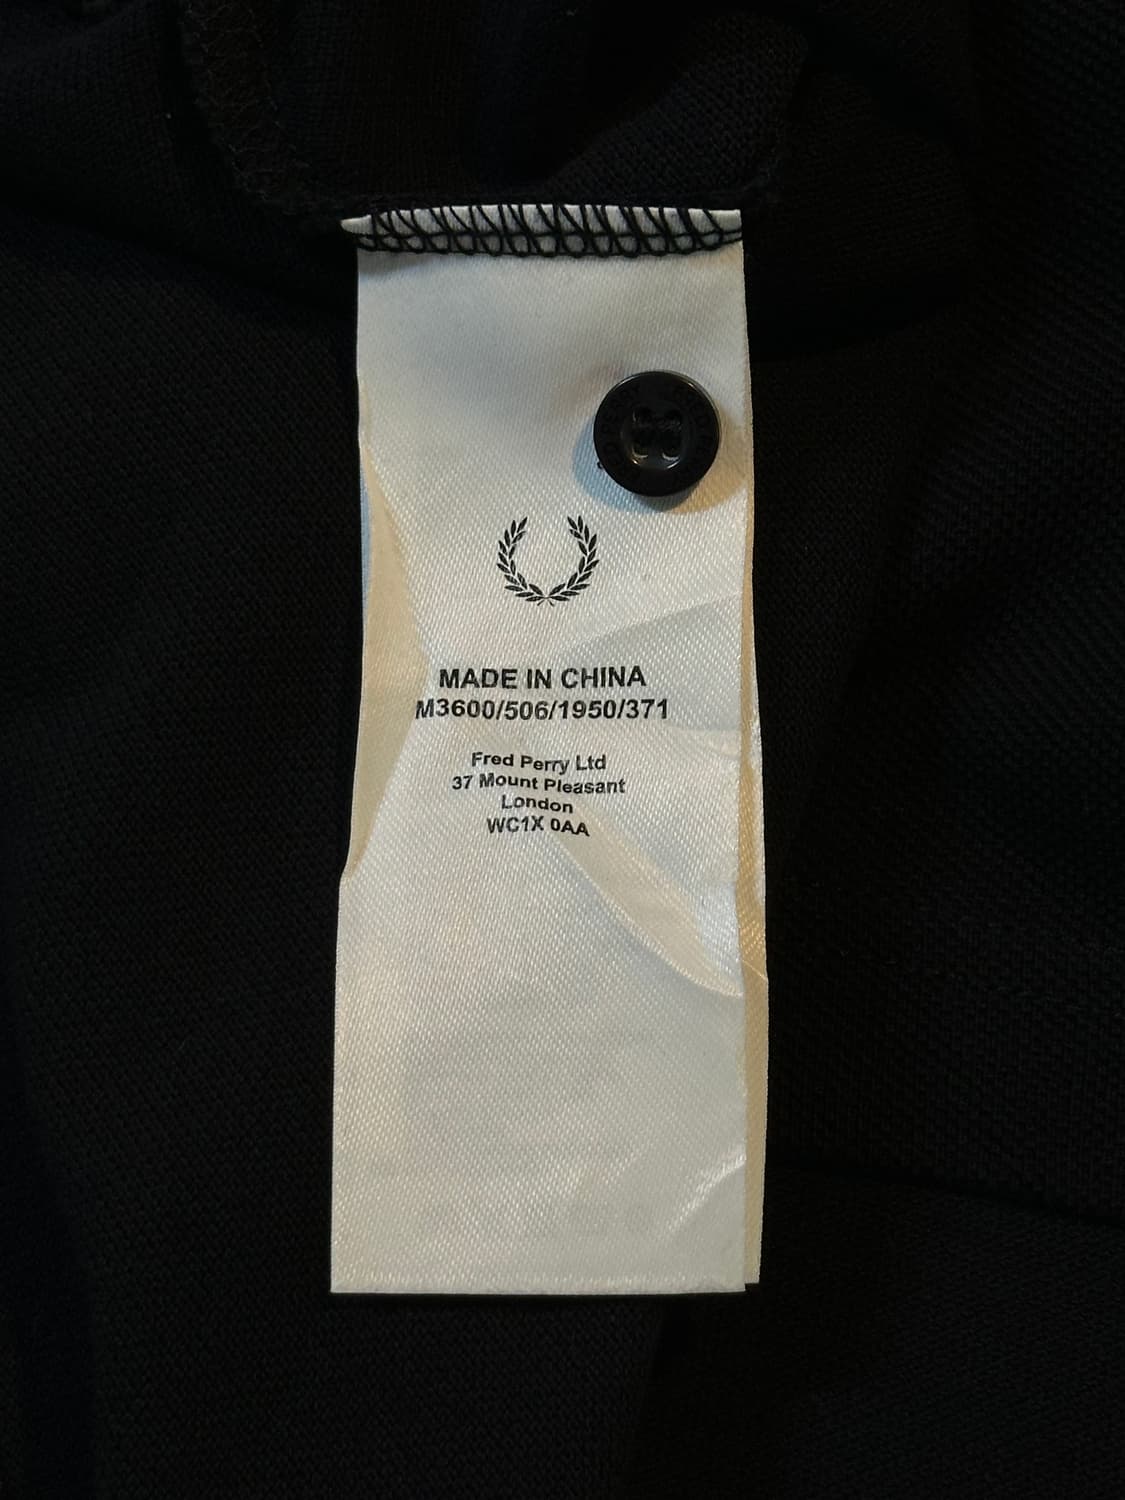 MADE IN CHINA
M3600/506/1950/371
Fred Perry Ltd
37 Mount Pleasant
London
WC1X 0AA